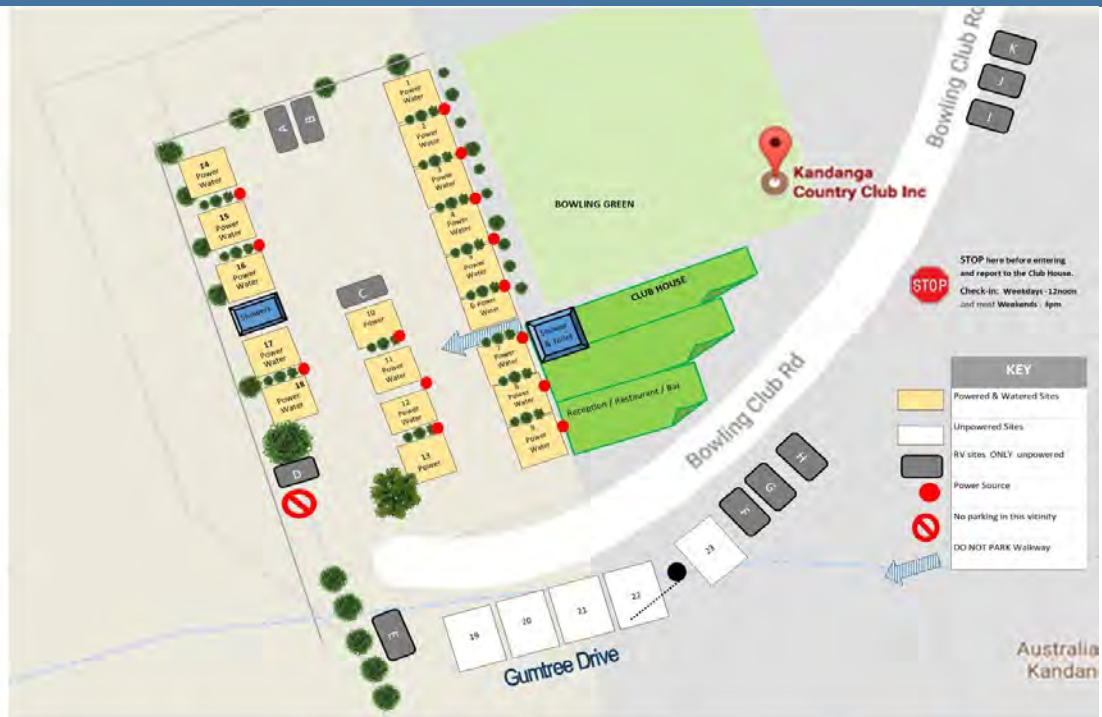 K
J
I
Bowling Club Rd
A
B
1
Power
Water
2
Power
Water
3
Power
Water
4
Power
Water
Power
Water
6 Power
Water
7
Power
Water
8
Power
Water
9
Power
Water
14
Power
Water
15
Power
Water
16
Power
Water
Showers
17
Power
Water
18
Power
Water
D
C
10
Power
11
Power
Water
12
Power
Water
13
Power
BOWLING GREEN
Kandanga
Country Club Inc
CLUB HOUSE
Shower
& Toilet
Reception / Restaurant / Bar
Bowling Club Rd
STOP
STOP here before entering
and report to the Club House.
Check-in: Weekdays -12noon
and most Weekends - 4pm
KEY
Powered & Watered Sites
Unpowered Sites
RV sites ONLY unpowered
Power Source
No parking in this vicinity
DO NOT PARK Walkway
H
G
F
23
22
21
20
19
E
Gumtree Drive
Australia
Kandan